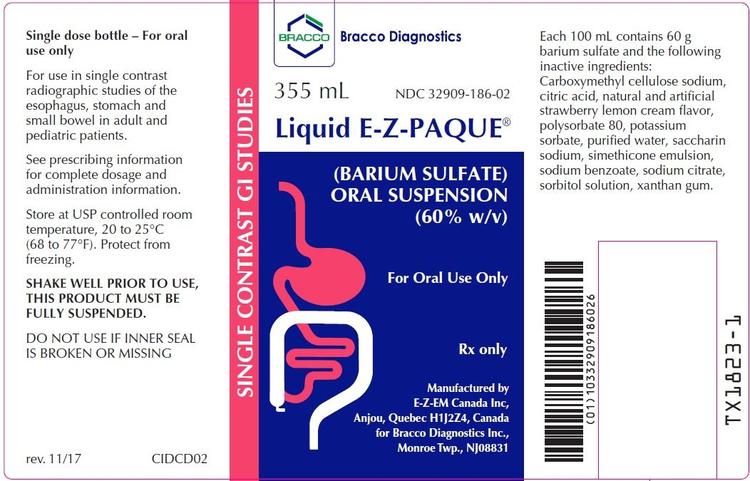 Single dose bottle – For oral
use only
For use in single contrast
radiographic studies of the
esophagus, stomach and
small bowel in adult and
pediatric patients.
See prescribing information
for complete dosage and
administration information.
Store at USP controlled room
temperature, 20 to 25°C
(68 to 77°F). Protect from
freezing.
SHAKE WELL PRIOR TO USE,
THIS PRODUCT MUST BE
FULLY SUSPENDED.
DO NOT USE IF INNER SEAL
IS BROKEN OR MISSING
rev. 11/17 CIDCD02
SINGLE CONTRAST GI STUDIES
BRACCO
Bracco Diagnostics
355 mL NDC 32909-186-02
Liquid E-Z-PAQUE®
(BARIUM SULFATE)
ORAL SUSPENSION
(60% w/v)
For Oral Use Only
Rx only
Manufactured by
E-Z-EM Canada Inc,
Anjou, Quebec H1J2Z4, Canada
for Bracco Diagnostics Inc.,
Monroe Twp., NJ08831
Each 100 mL contains 60 g
barium sulfate and the following
inactive ingredients:
Carboxymethyl cellulose sodium,
citric acid, natural and artificial
strawberry lemon cream flavor,
polysorbate 80, potassium
sorbate, purified water, saccharin
sodium, simethicone emulsion,
sodium benzoate, sodium citrate,
sorbitol solution, xanthan gum.
(01)10332909186026
TX1823-1